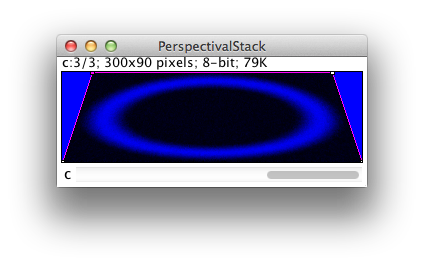 PerspectivalStack
c:3/3; 300x90 pixels; 8-bit; 79K
c